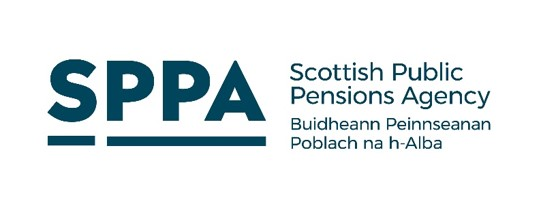 SPPA
Scottish Public
Pensions Agency
Buidheann Peinnseanan
Poblach na h-Alba